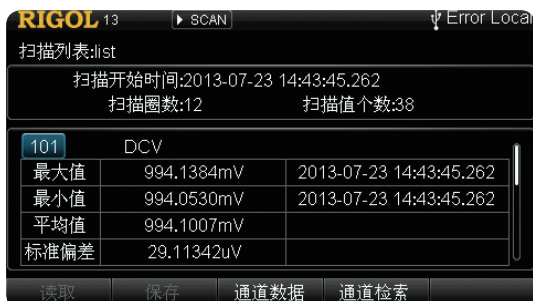 RIGOL 13 SCAN Error Local
扫描列表:list
扫描开始时间:2013-07-23 14:43:45.262
扫描圈数:12 扫描值个数:38
101 DCV
最大值 994.1384mV 2013-07-23 14:43:45.262
最小值 994.0530mV 2013-07-23 14:43:45.262
平均值 994.1007mV
标准偏差 29.11342uV
读取 保存 通道数据 通道检索